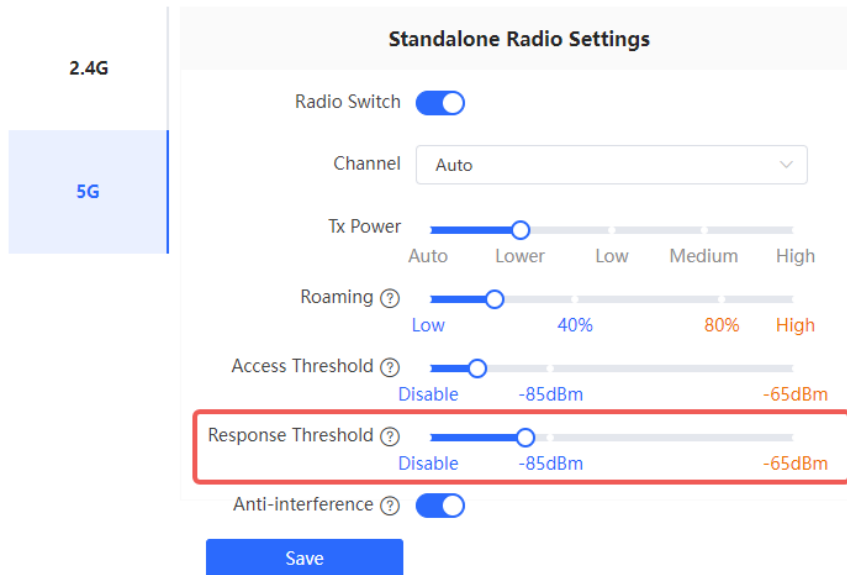 Standalone Radio Settings
2.4G
5G
Radio Switch
Channel Auto
Tx Power
Auto Lower Low Medium High
Roaming ?
Low 40% 80% High
Access Threshold ?
Disable -85dBm -65dBm
Response Threshold ?
Disable -85dBm -65dBm
Anti-interference ?
Save